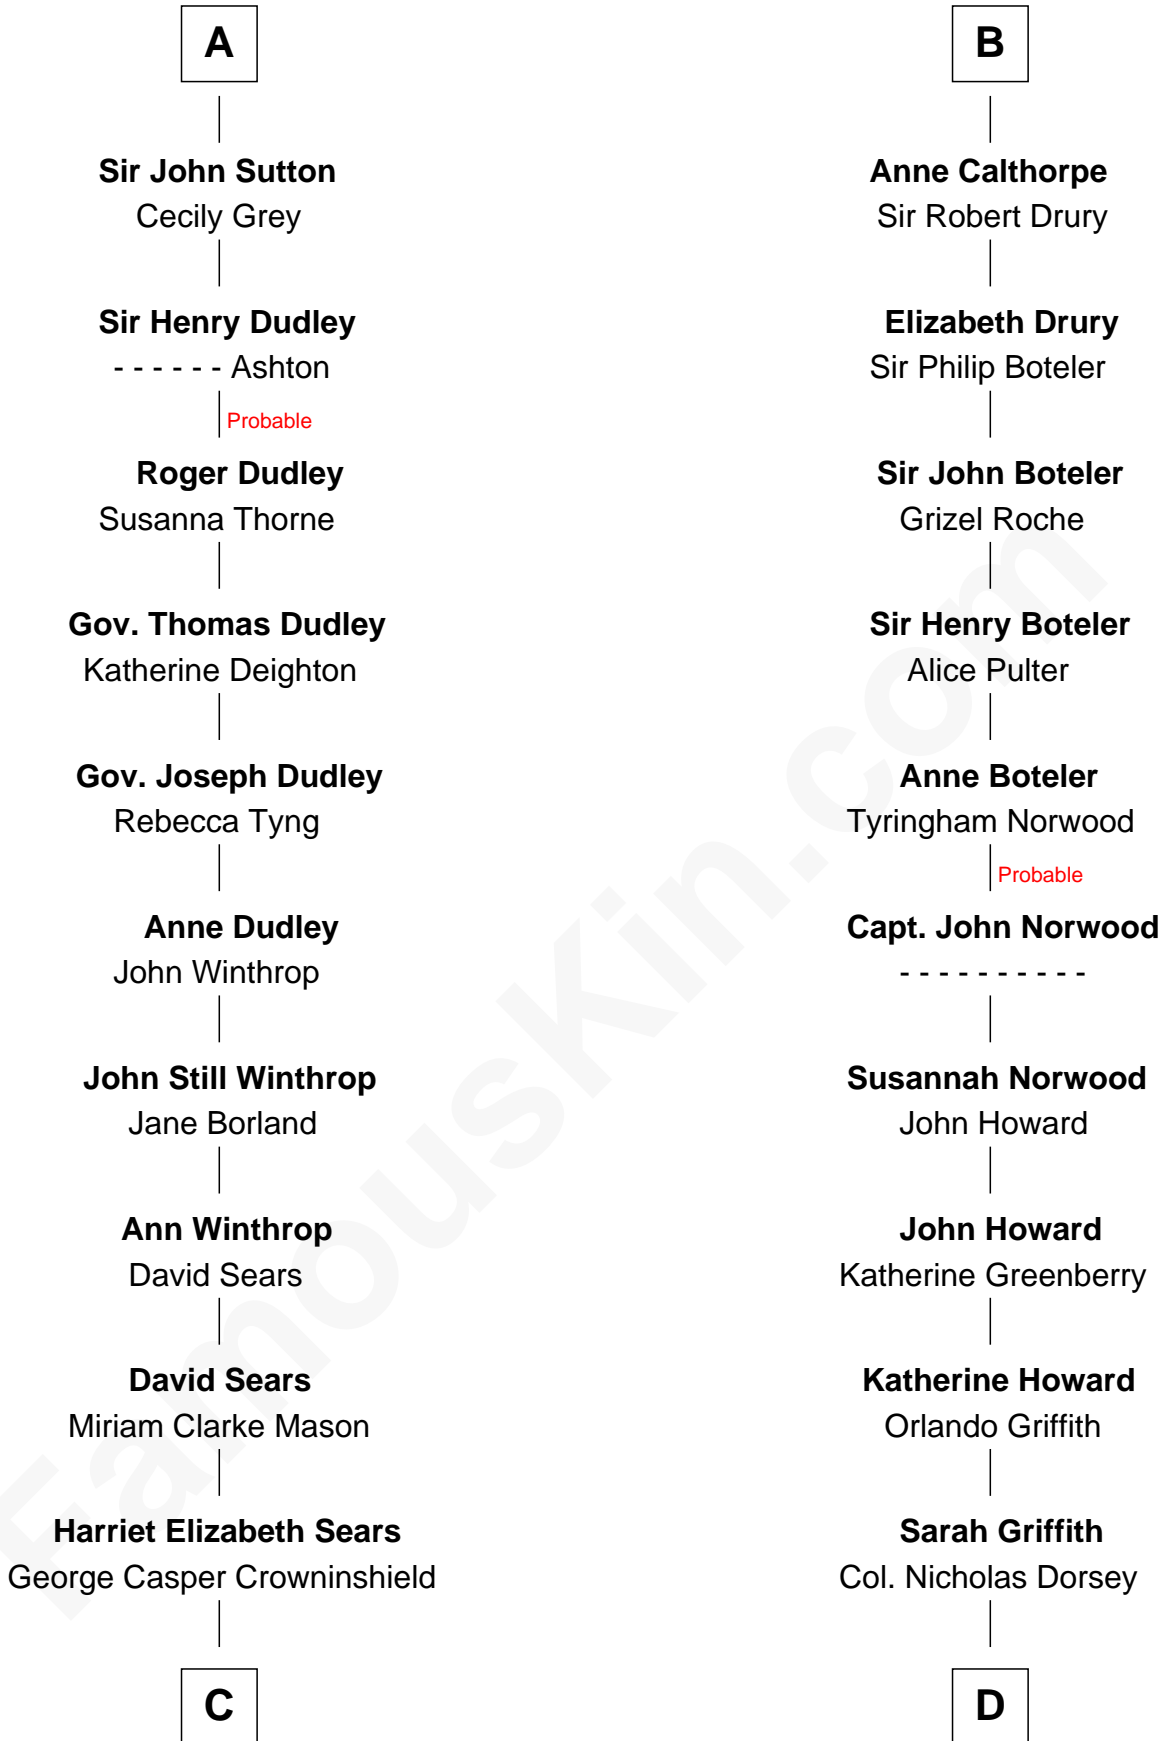 A
Sir John Sutton
Cecily Grey
Sir Henry Dudley
- - - - - - Ashton
Probable
Roger Dudley
Susanna Thorne
Gov. Thomas Dudley
Katherine Deighton
Gov. Joseph Dudley
Rebecca Tyng
Anne Dudley
John Winthrop
John Still Winthrop
Jane Borland
Ann Winthrop
David Sears
David Sears
Miriam Clarke Mason
Harriet Elizabeth Sears
George Casper Crowninshield
C
B
Anne Calthorpe
Sir Robert Drury
Elizabeth Drury
Sir Philip Boteler
Sir John Boteler
Grizel Roche
Sir Henry Boteler
Alice Pulter
Anne Boteler
Tyringham Norwood
Probable
Capt. John Norwood
- - - - - - - - - -
Susannah Norwood
John Howard
John Howard
Katherine Greenberry
Katherine Howard
Orlando Griffith
Sarah Griffith
Col. Nicholas Dorsey
D
FamousKin.com